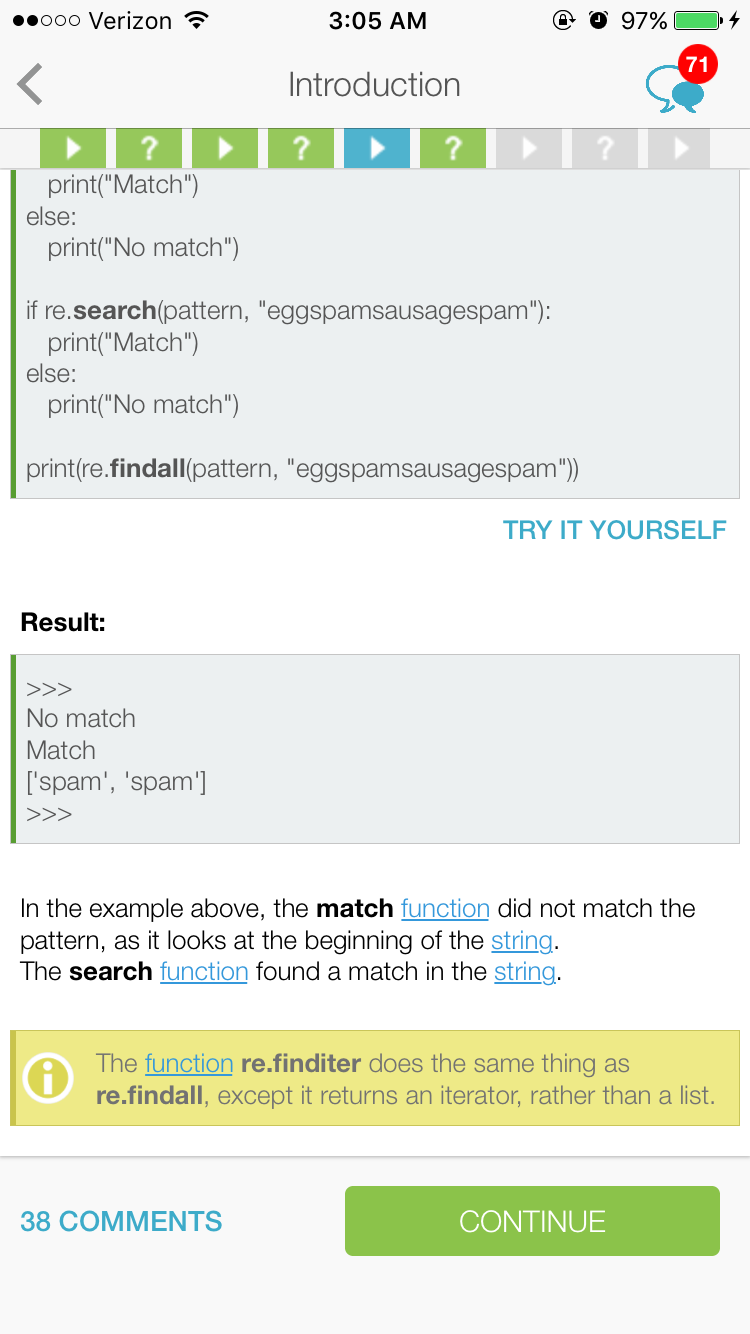 Verizon 3:05 AM 97%
Introduction
71
? ? ? ?
print("Match")
else:
print("No match")
if re.search(pattern, "eggspamsausagespam"):
print("Match")
else:
print("No match")
print(re.findall(pattern, "eggspamsausagespam"))
TRY IT YOURSELF
Result:
>>>
No match
Match
['spam', 'spam']
>>>
In the example above, the match function did not match the
pattern, as it looks at the beginning of the string.
The search function found a match in the string.
The function re.finditer does the same thing as
re.findall, except it returns an iterator, rather than a list.
38 COMMENTS
CONTINUE